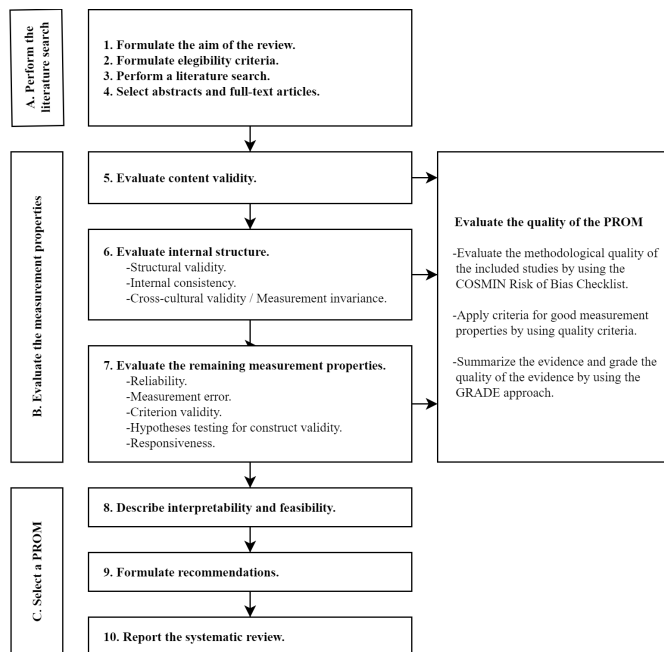 A. Perform the
literature search
1. Formulate the aim of the review.
2. Formulate elegibility criteria.
3. Perform a literature search.
4. Select abstracts and full-text articles.
B. Evaluate the measurement properties
5. Evaluate content validity.
6. Evaluate internal structure.
-Structural validity.
-Internal consistency.
-Cross-cultural validity / Measurement invariance.
7. Evaluate the remaining measurement properties.
-Reliability.
-Measurement error.
-Criterion validity.
-Hypotheses testing for construct validity.
-Responsiveness.
Evaluate the quality of the PROM
-Evaluate the methodological quality of
the included studies by using the
COSMIN Risk of Bias Checklist.
-Apply criteria for good measurement
properties by using quality criteria.
-Summarize the evidence and grade the
quality of the evidence by using the
GRADE approach.
C. Select a PROM
8. Describe interpretability and feasibility.
9. Formulate recommendations.
10. Report the systematic review.